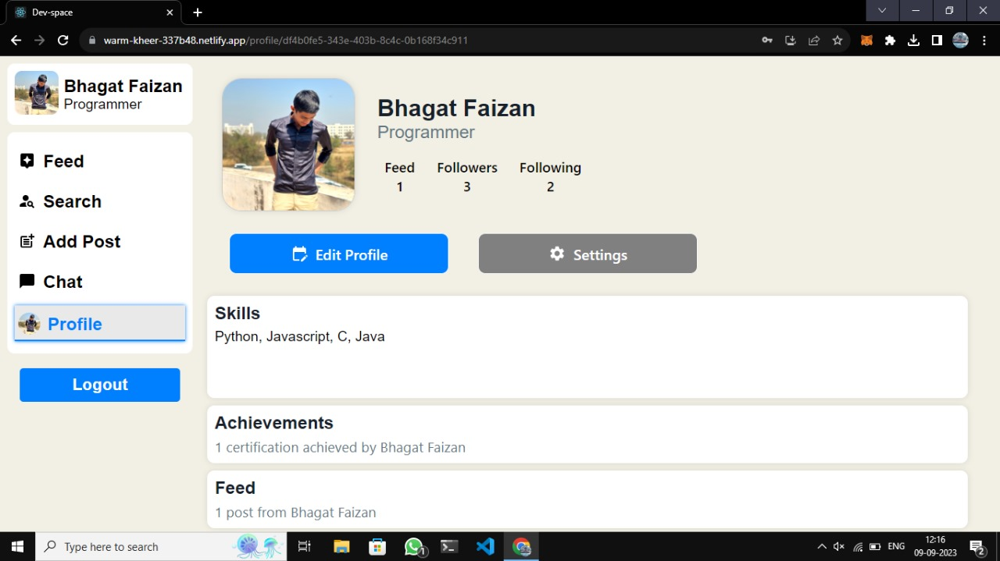 Dev-space
warm-kheer-337b48.netlify.app/profile/df4b0fe5-343e-403b-8c4c-0b168f34c911
Bhagat Faizan
Programmer
Feed
Search
Add Post
Chat
Profile
Logout
Bhagat Faizan
Programmer
Feed Followers Following
1 3 2
Edit Profile Settings
Skills
Python, Javascript, C, Java
Achievements
1 certification achieved by Bhagat Faizan
Feed
1 post from Bhagat Faizan
Type here to search
1
ENG
12:16
09-09-2023
2